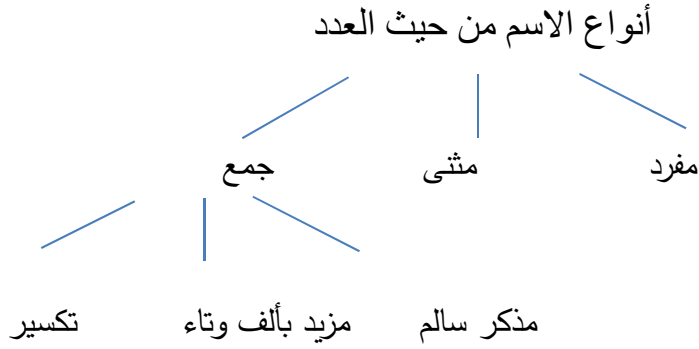 أنواع الاسم من حيث العدد
مفرد مثنى جمع
مذكر سالم مزيد بألف وتاء تكسير